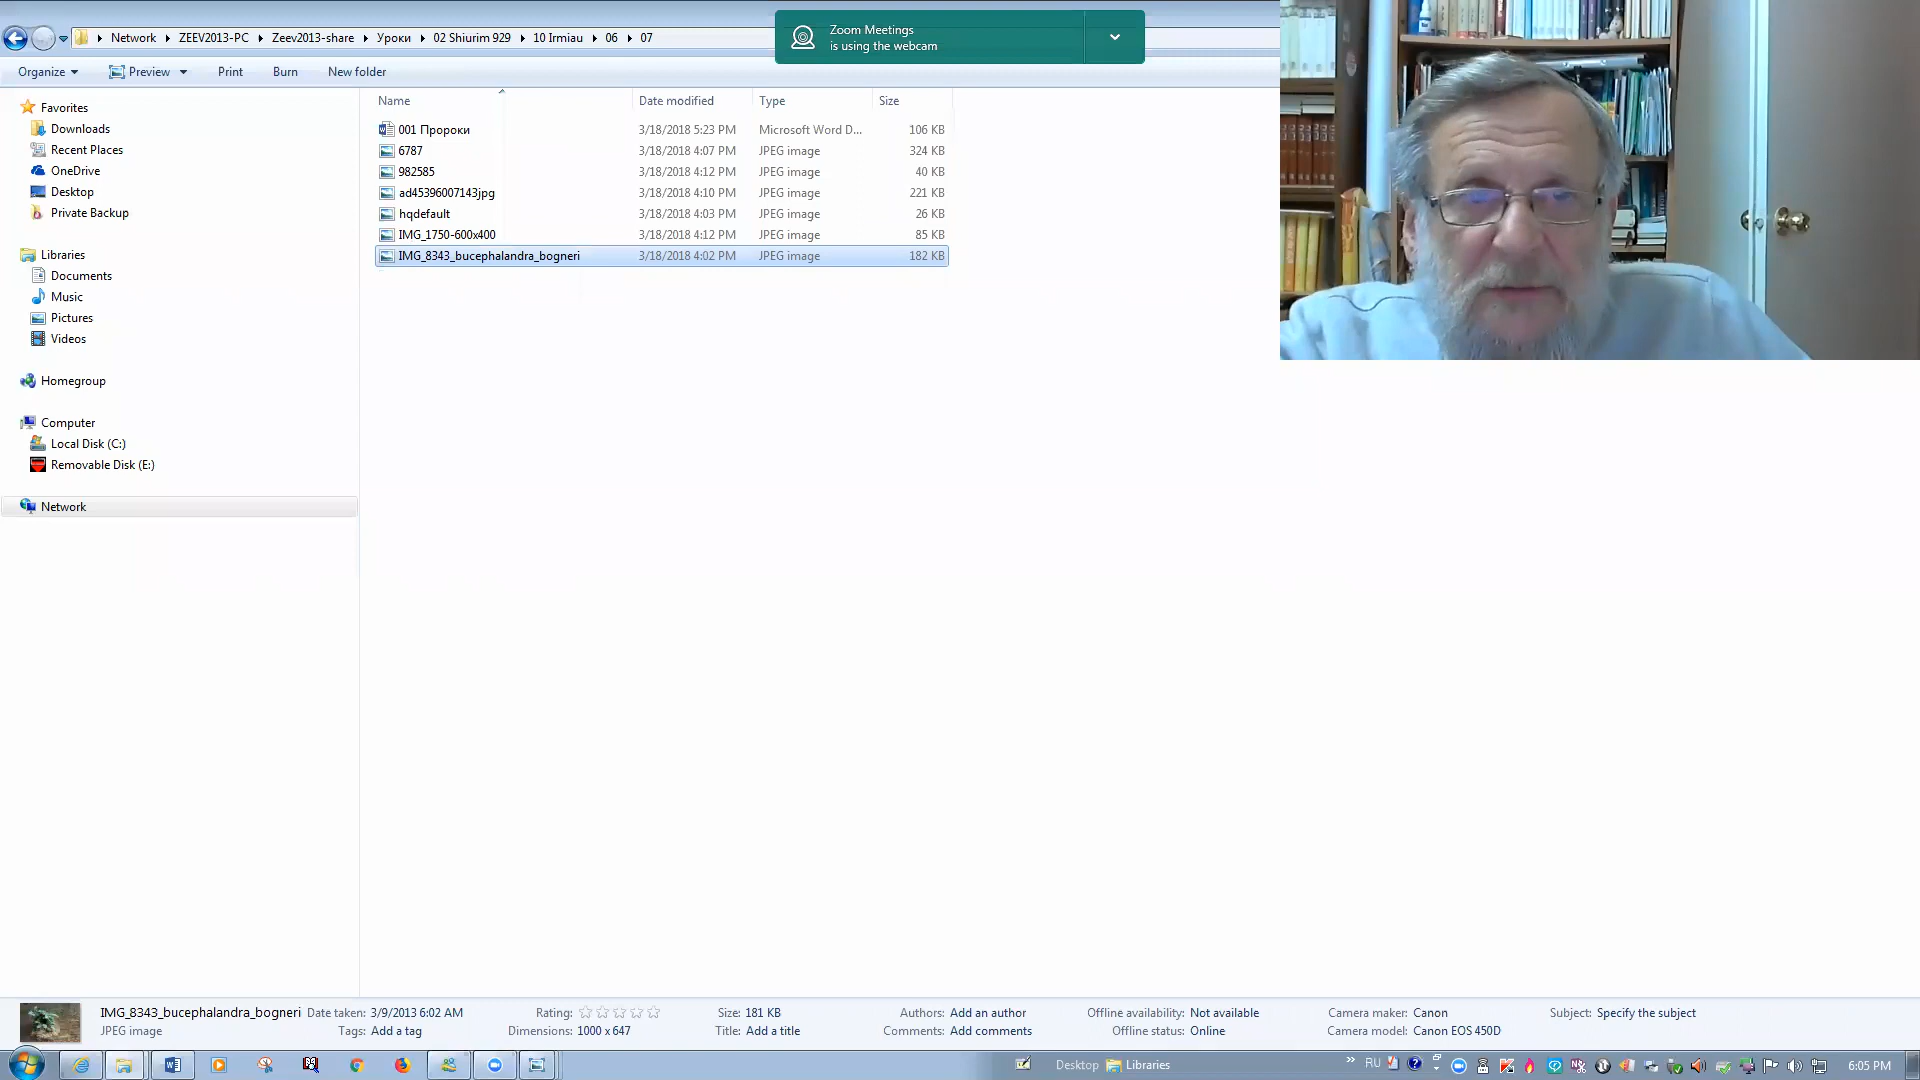 Network ZEEV2013-PC Zeev2013-share Уроки 02 Shiurim 929 10 Irmiau 06 07
Zoom Meetings
is using the webcam
Organize Preview Print Burn New folder
Name Date modified Type Size
001 Пророки 3/18/2018 5:23 PM Microsoft Word D... 106 KB
6787 3/18/2018 4:07 PM JPEG image 324 KB
982585 3/18/2018 4:12 PM JPEG image 40 KB
ad45396007143jpg 3/18/2018 4:10 PM JPEG image 221 KB
hqdefault 3/18/2018 4:03 PM JPEG image 26 KB
IMG_1750-600x400 3/18/2018 4:12 PM JPEG image 85 KB
IMG_8343_bucephalandra_bogneri 3/18/2018 4:02 PM JPEG image 182 KB
Favorites
Downloads
Recent Places
OneDrive
Desktop
Private Backup
Libraries
Documents
Music
Pictures
Videos
Homegroup
Computer
Local Disk (C:)
Removable Disk (E:)
Network
IMG_8343_bucephalandra_bogneri Date taken: 3/9/2013 6:02 AM Rating: Size: 181 KB Authors: Add an author Offline availability: Not available Camera maker: Canon Subject: Specify the subject
JPEG image Tags: Add a tag Dimensions: 1000 x 647 Title: Add a title Comments: Add comments Offline status: Online Camera model: Canon EOS 450D
Desktop Libraries » RU 6:05 PM